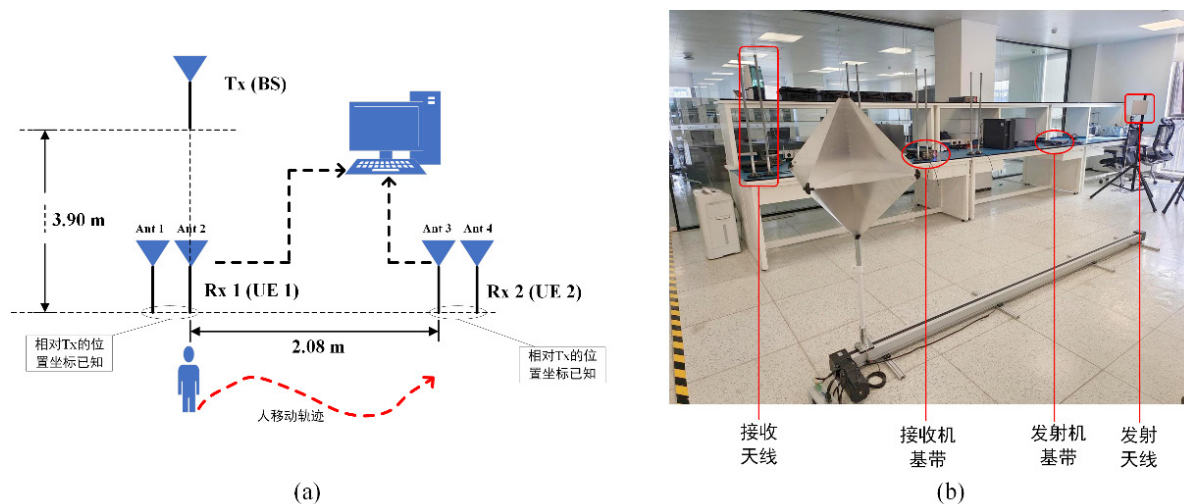 Tx (BS)
3.90 m
Ant 1
Ant 2
Ant 3
Ant 4
Rx 1 (UE 1)
Rx 2 (UE 2)
相对Tx的位
置坐标已知
2.08 m
相对Tx的位
置坐标已知
人移动轨迹
(a)
接收
天线
接收机
基带
发射机
基带
发射
天线
(b)